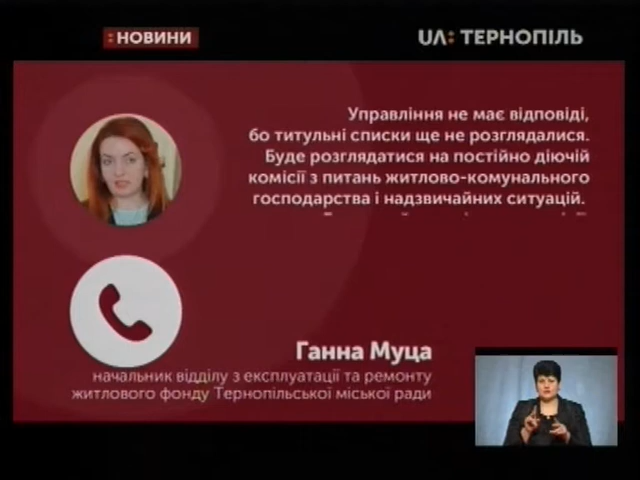 :НОВИНИ
UA: ТЕРНОПІЛЬ
Управління не має відповіді,
бо титульні списки ще не розглядалися.
Буде розглядатися на постійно діючій
комісії з питань житлово-комунального
господарства і надзвичайних ситуацій.
Ганна Муца
начальник відділу з експлуатації та ремонту
житлового фонду Тернопільської міської ради